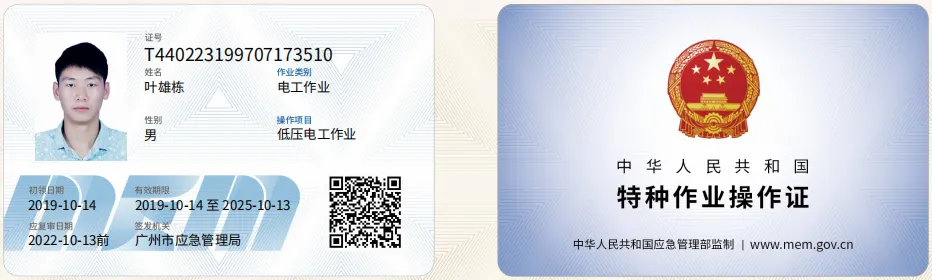 证号
T440223199707173510
姓名 作业类别
叶雄栋 电工作业
性别 操作项目
男 低压电工作业
MEM
初领日期 有效期限
2019-10-14 2019-10-14 至 2025-10-13
应复审日期 签发机关
2022-10-13前 广州市应急管理局
中华人民共和国
特种作业操作证
中华人民共和国应急管理部监制 | www.mem.gov.cn